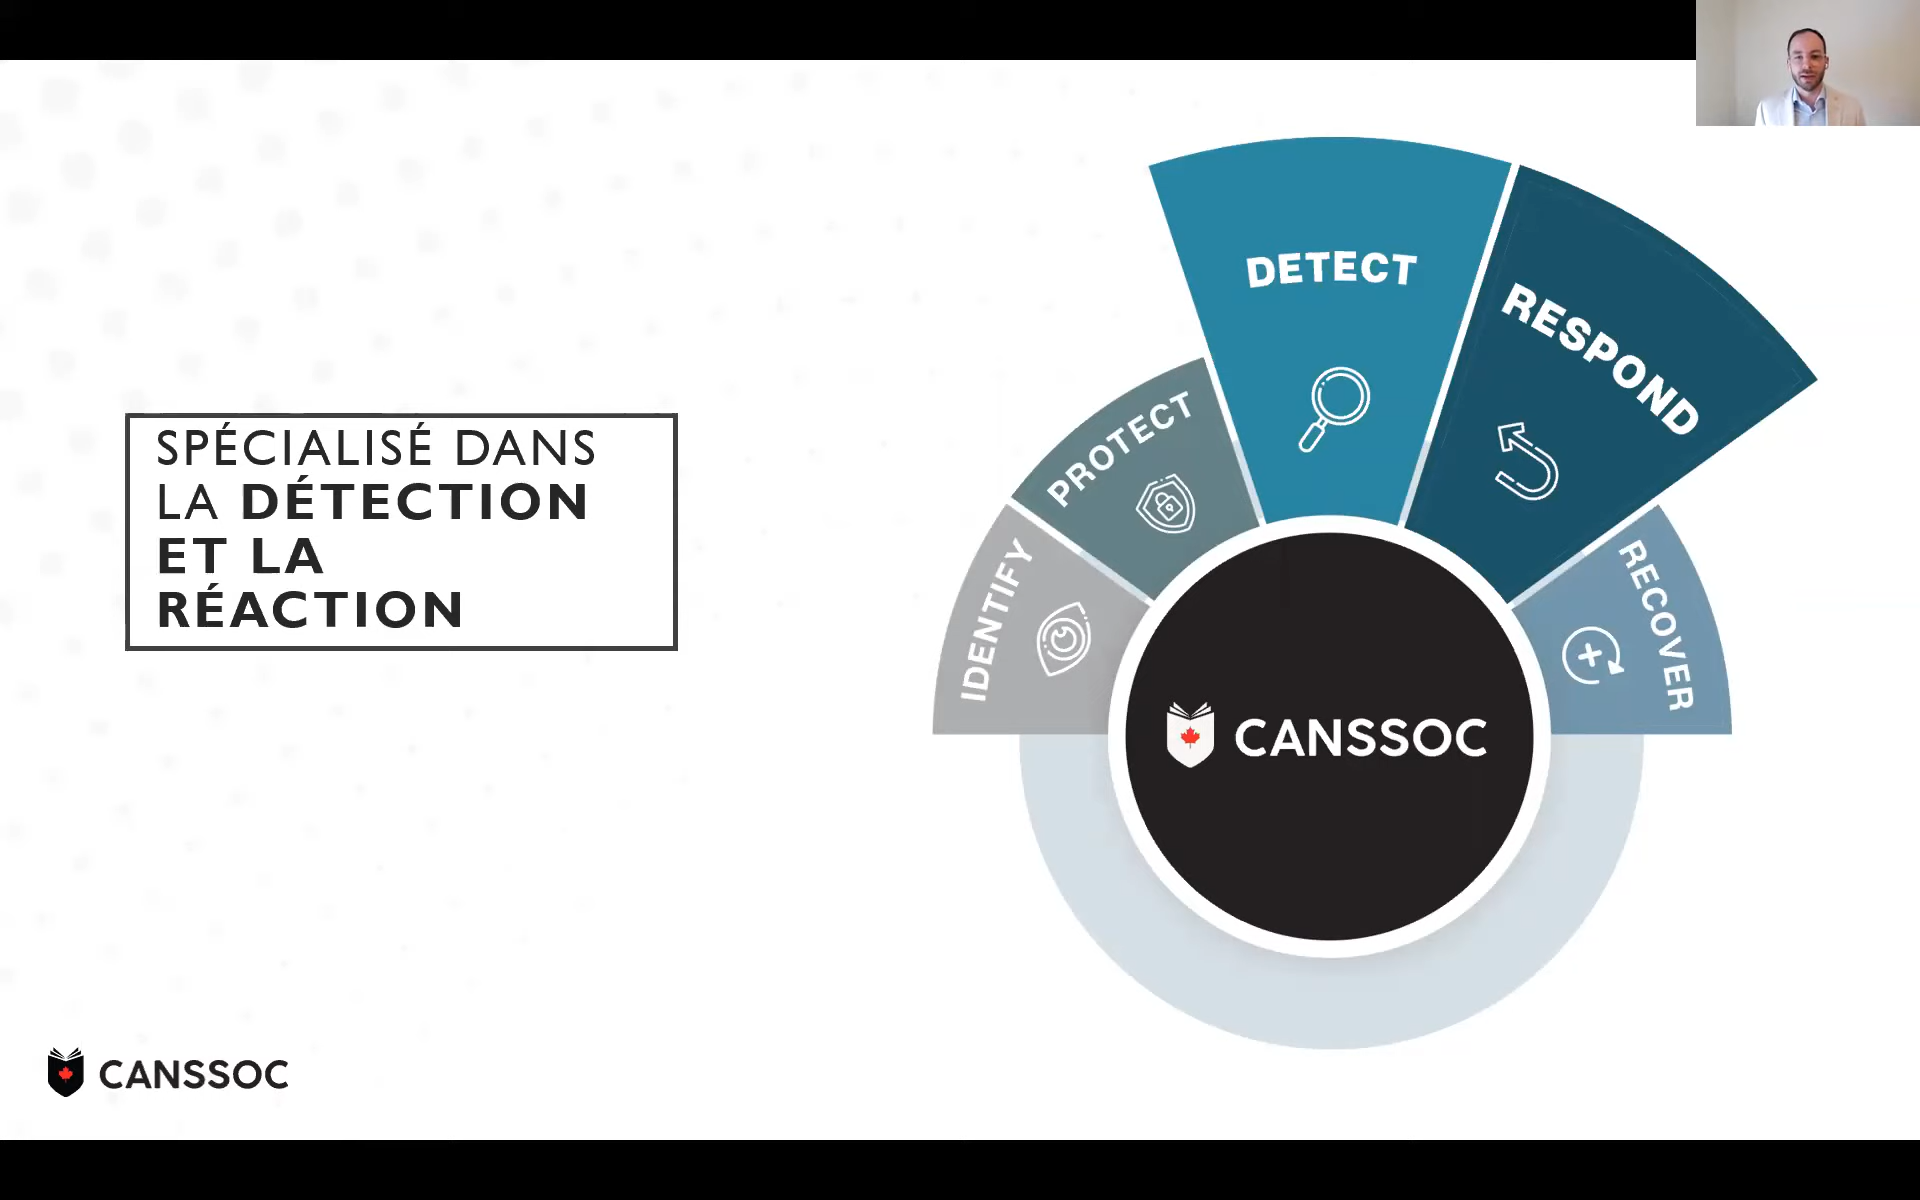 SPÉCIALISÉ DANS
LA DÉTECTION
ET LA
RÉACTION
IDENTIFY
PROTECT
DETECT
RESPOND
RECOVER
CANSSOC
CANSSOC